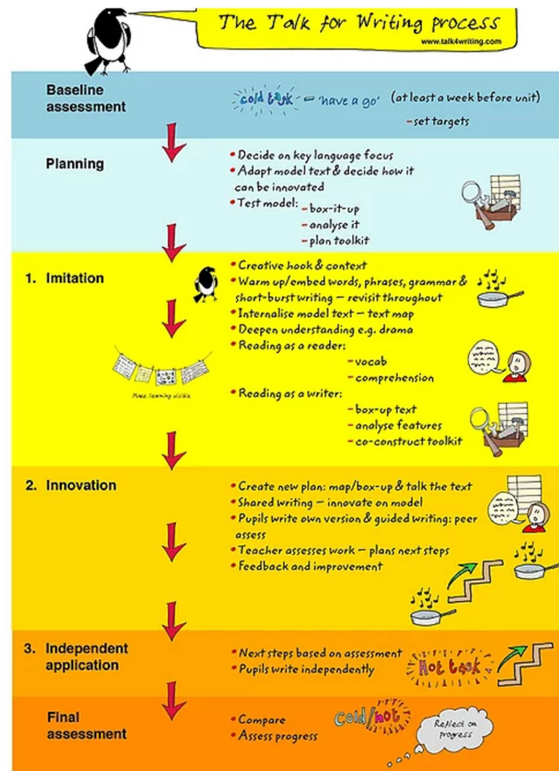 The Talk for Writing process
www.talk4writing.com
Baseline
assessment
cold task – 'have a go' (at least a week before unit)
– set targets
Planning
• Decide on key language focus
• Adapt model text & decide how it
can be innovated
• Test model: – box-it-up
– analyse it
– plan toolkit
1. Imitation
• Creative hook & context
• Warm up/embed words, phrases, grammar &
short-burst writing – revisit throughout
• Internalise model text – text map
• Deepen understanding e.g. drama
• Reading as a reader:
– vocab
– comprehension
Make learning visible
• Reading as a writer:
– box-up text
– analyse features
– co-construct toolkit
2. Innovation
• Create new plan: map/box-up & talk the text
• Shared writing – innovate on model
• Pupils write own version & guided writing: peer
assess
• Teacher assesses work – plans next steps
• Feedback and improvement
3. Independent
application
• Next steps based on assessment
• Pupils write independently
Hot task
Final
assessment
• Compare
• Assess progress
Cold/hot
Reflect on
progress